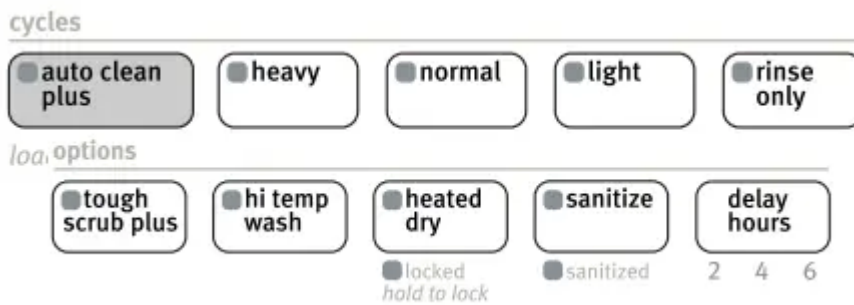 cycles
auto clean plus
heavy
normal
light
rinse only
options
tough scrub plus
hi temp wash
heated dry
sanitize
delay hours
locked
hold to lock
sanitized
2 4 6